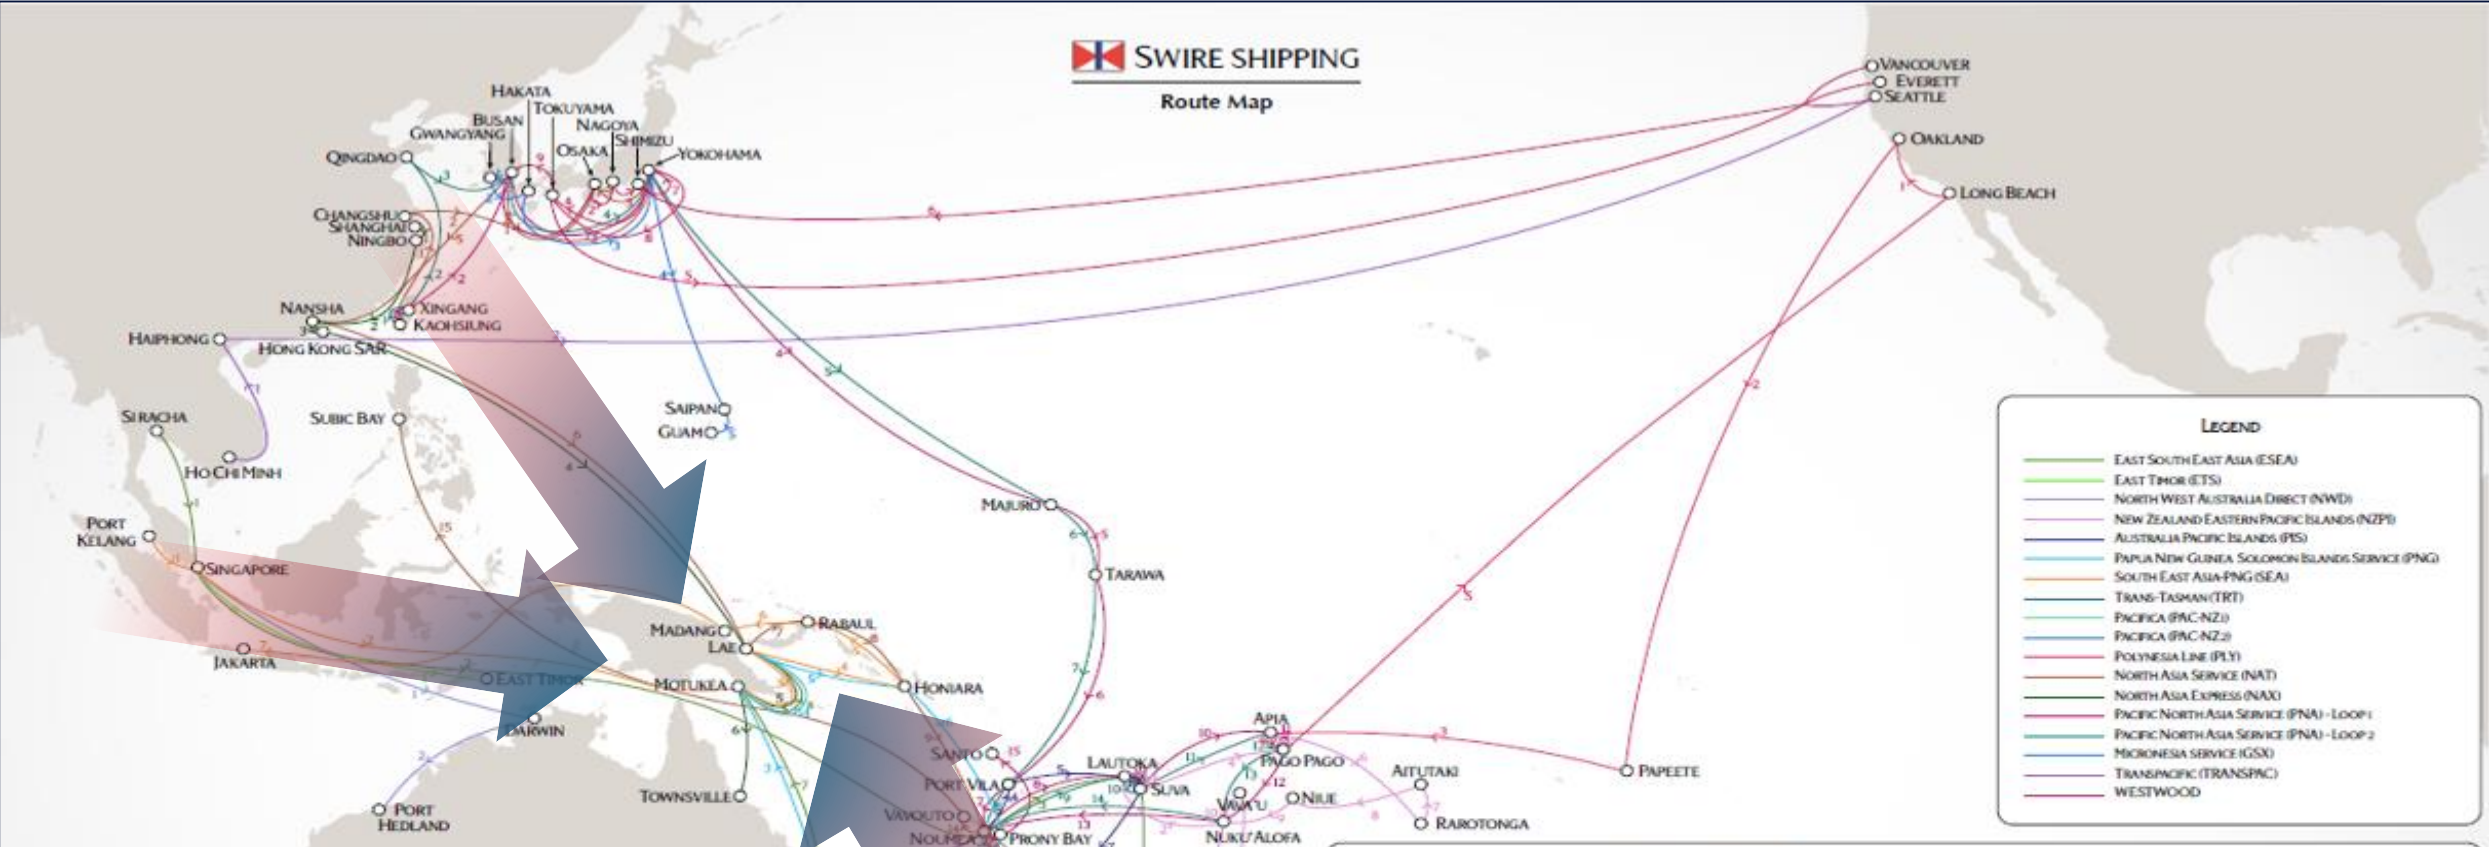 SWIRE SHIPPING
Route Map
VANCOUVER
EVERETT
SEATTLE
OAKLAND
LONG BEACH
HAKATA
TOKUYAMA
BUSAN
NAGOYA
GWANGYANG
SHIMIZU
OSAKA
YOKOHAMA
QINGDAO
CHANGSHU
SHANGHAI
NINGBO
NANSHA
XINGANG
KAOHSIUNG
HAIPHONG
HONG KONG SAR
SIRACHA
SUBIC BAY
SAIPAN
GUAM
HO CHI MINH
MAJURO
PORT
KELANG
SINGAPORE
TARAWA
JAKARTA
MADANG
RABAUL
LAE
EAST TIMOR
MOTUKEA
HONIARA
DARWIN
SANTO
APIA
LAUTOKA
PAGO PAGO
PORT VILA
SUVA
AITUTAKI
PAPEETE
TOWNSVILLE
VAVA'U
NIUE
PORT
HEDLAND
VAVOUTO
NOUMEA
PRONY BAY
NUKU'ALOFA
RAROTONGA
LEGEND
EAST SOUTH EAST ASIA (ESEA)
EAST TIMOR (ETS)
NORTH WEST AUSTRALIA DIRECT (NWD)
NEW ZEALAND EASTERN PACIFIC ISLANDS (NZPI)
AUSTRALIA PACIFIC ISLANDS (PIS)
PAPUA NEW GUINEA SOLOMON ISLANDS SERVICE (PNG)
SOUTH EAST ASIA-PNG (SEA)
TRANS-TASMAN (TRT)
PACIFICA (PAC-NZ1)
PACIFICA (PAC-NZ2)
POLYNESIA LINE (PLY)
NORTH ASIA SERVICE (NAT)
NORTH ASIA EXPRESS (NAX)
PACIFIC NORTH ASIA SERVICE (PNA) - LOOP 1
PACIFIC NORTH ASIA SERVICE (PNA) - LOOP 2
MICRONESIA SERVICE (GSX)
TRANSPACIFIC (TRANSPAC)
WESTWOOD